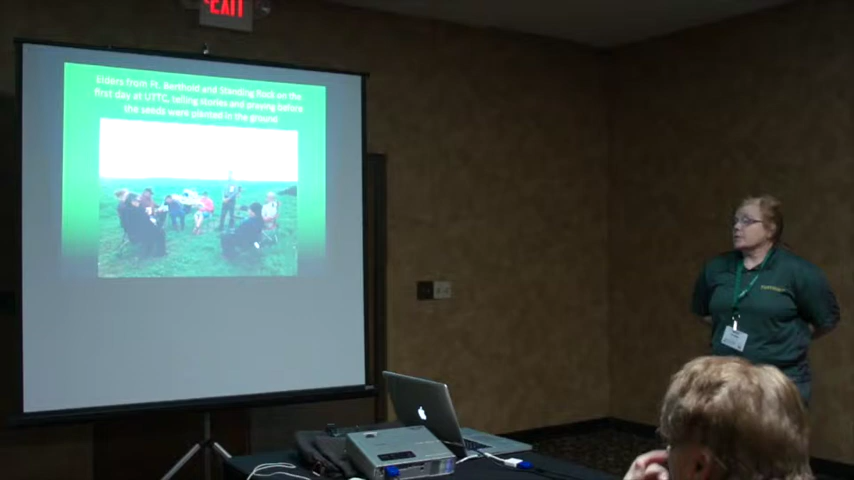 EXIT
Elders from Ft. Berthold and Standing Rock on the
first day at UTTC, telling stories and praying before
the seeds were planted in the ground